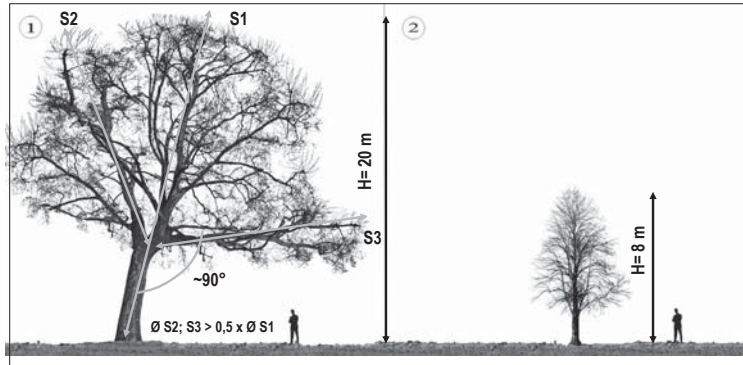 1
S2
S1
H= 20 m
S3
~90°
Ø S2; S3 > 0,5 x Ø S1
2
H= 8 m